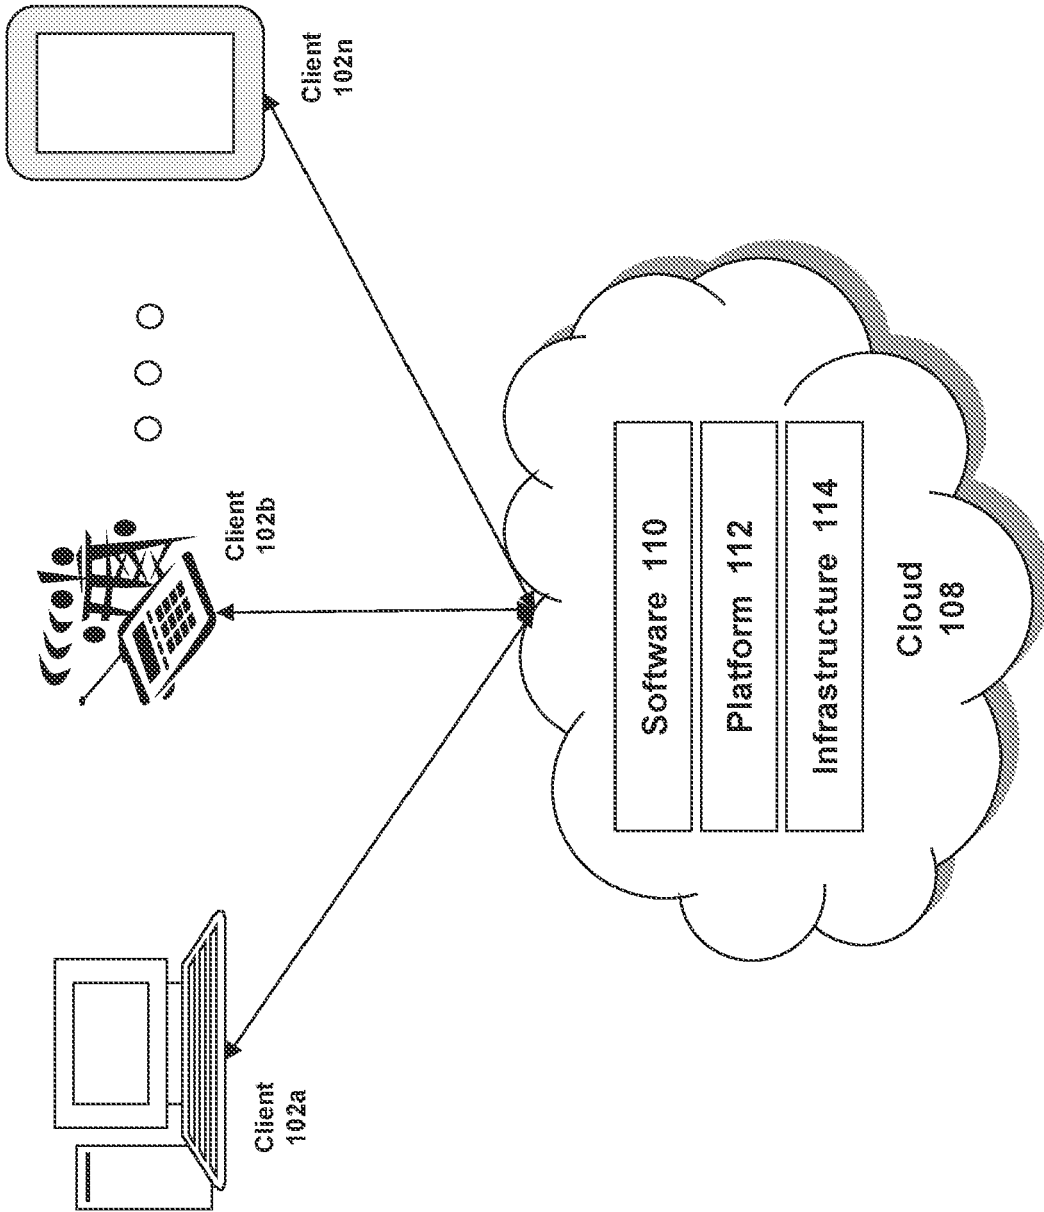 Client
102a
Client
102b
Client
102n
Software 110
Platform 112
Infrastructure 114
Cloud
108